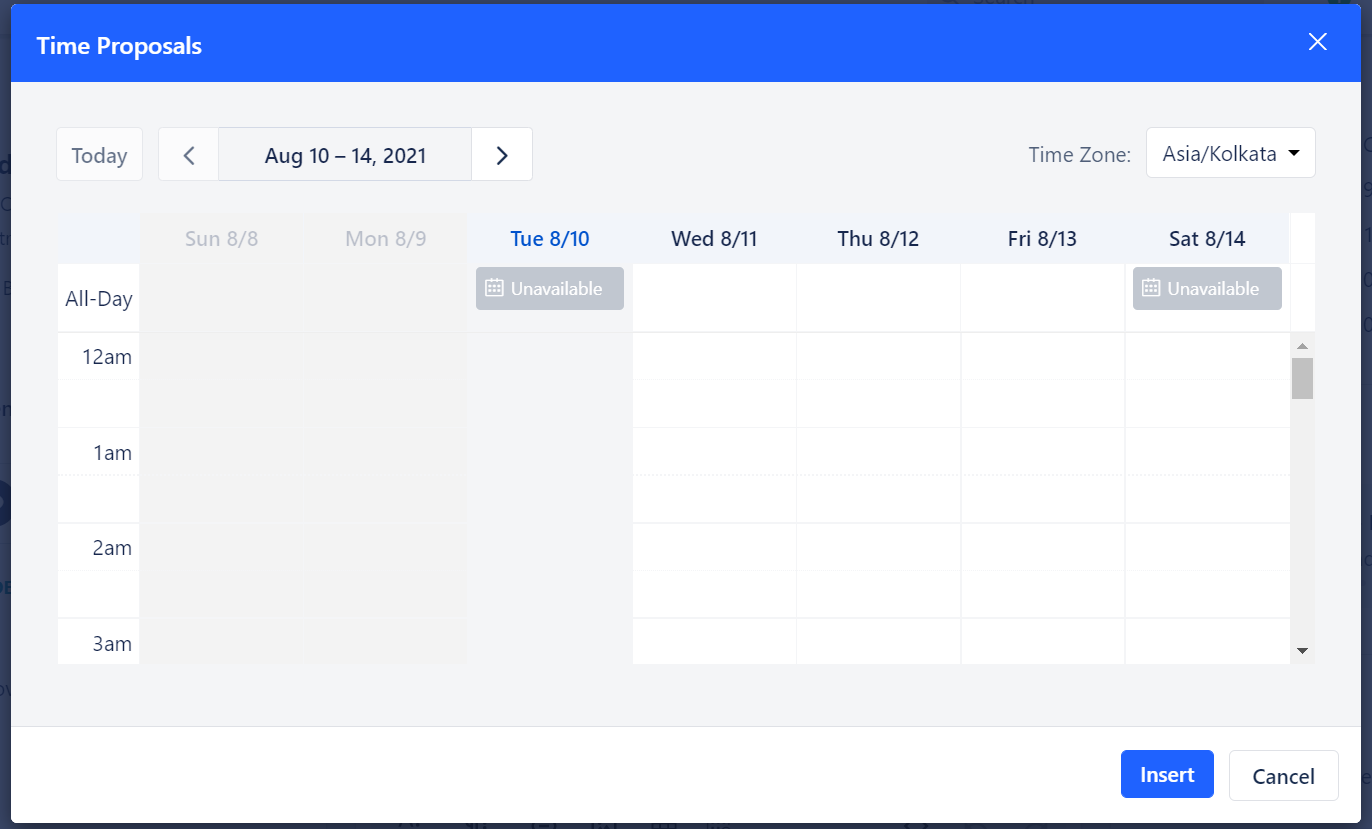 Time Proposals
Today
Aug 10 – 14, 2021
Time Zone: Asia/Kolkata
Sun 8/8 Mon 8/9 Tue 8/10 Wed 8/11 Thu 8/12 Fri 8/13 Sat 8/14
All-Day Unavailable Unavailable
12am
1am
2am
3am
Insert Cancel